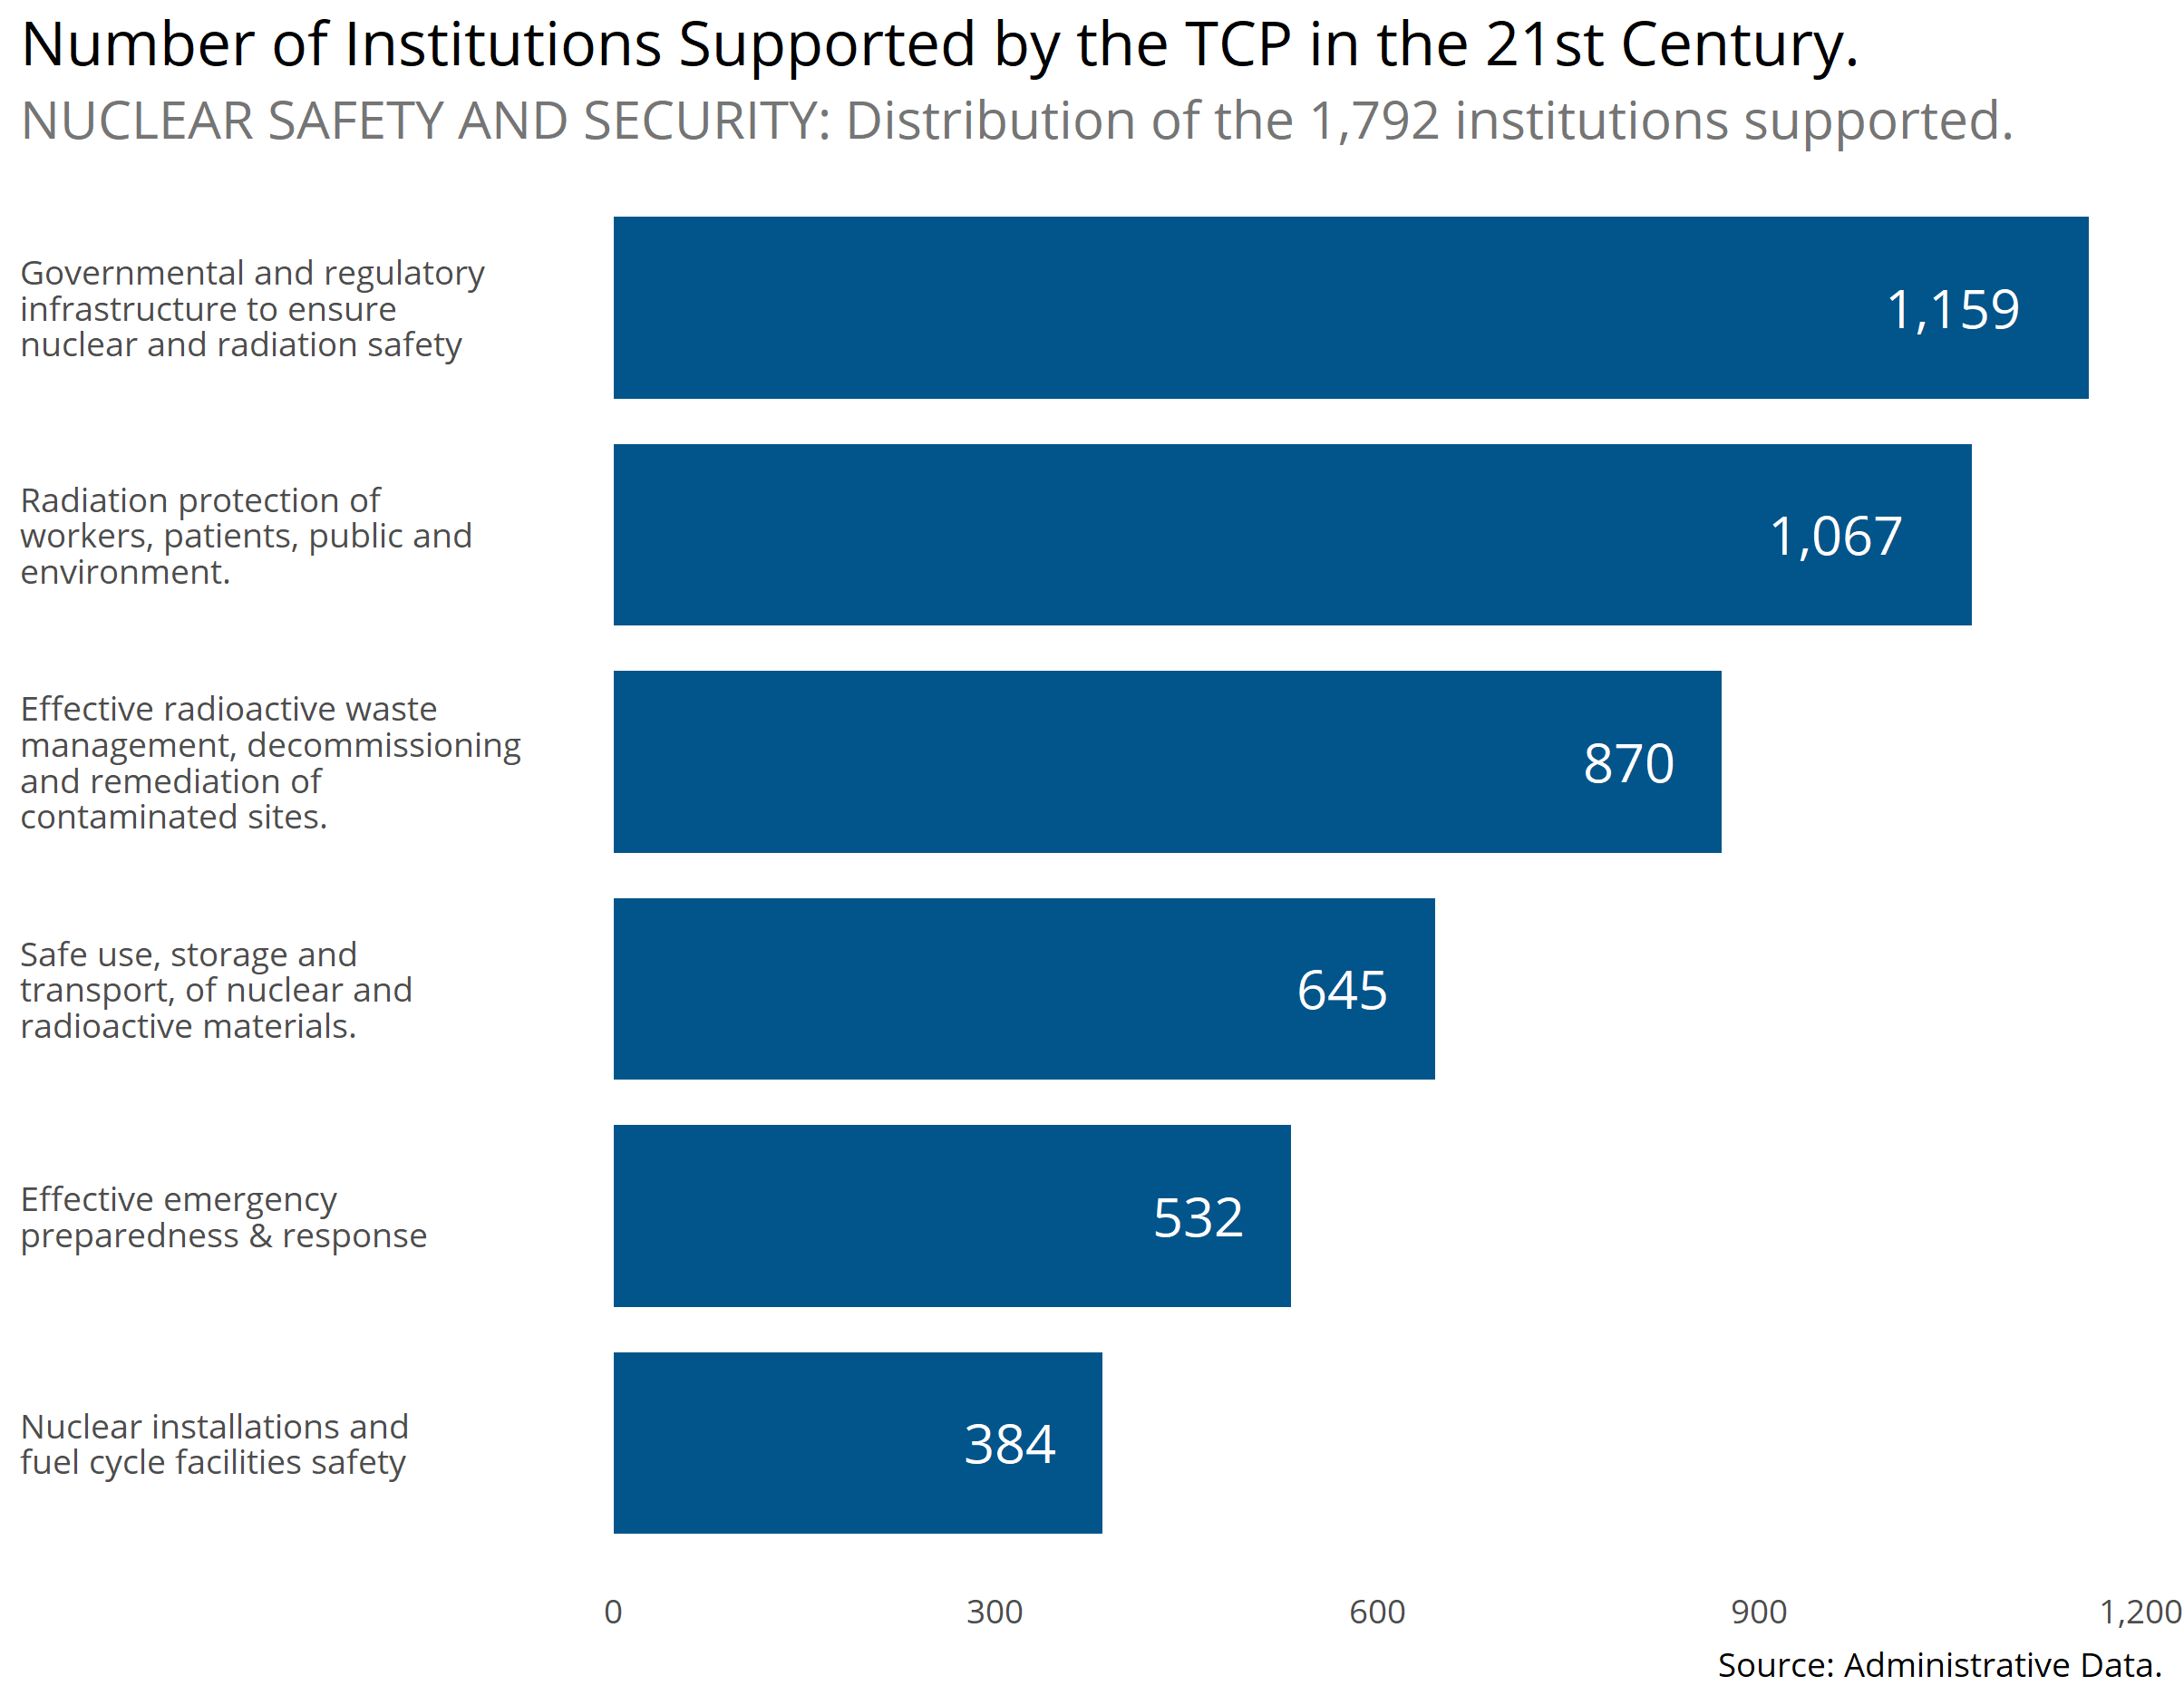 Number of Institutions Supported by the TCP in the 21st Century.
NUCLEAR SAFETY AND SECURITY: Distribution of the 1,792 institutions supported.
Governmental and regulatory
infrastructure to ensure
nuclear and radiation safety
1,159
Radiation protection of
workers, patients, public and
environment.
1,067
Effective radioactive waste
management, decommissioning
and remediation of
contaminated sites.
870
Safe use, storage and
transport, of nuclear and
radioactive materials.
645
Effective emergency
preparedness & response
532
Nuclear installations and
fuel cycle facilities safety
384
0 300 600 900 1,200
Source: Administrative Data.